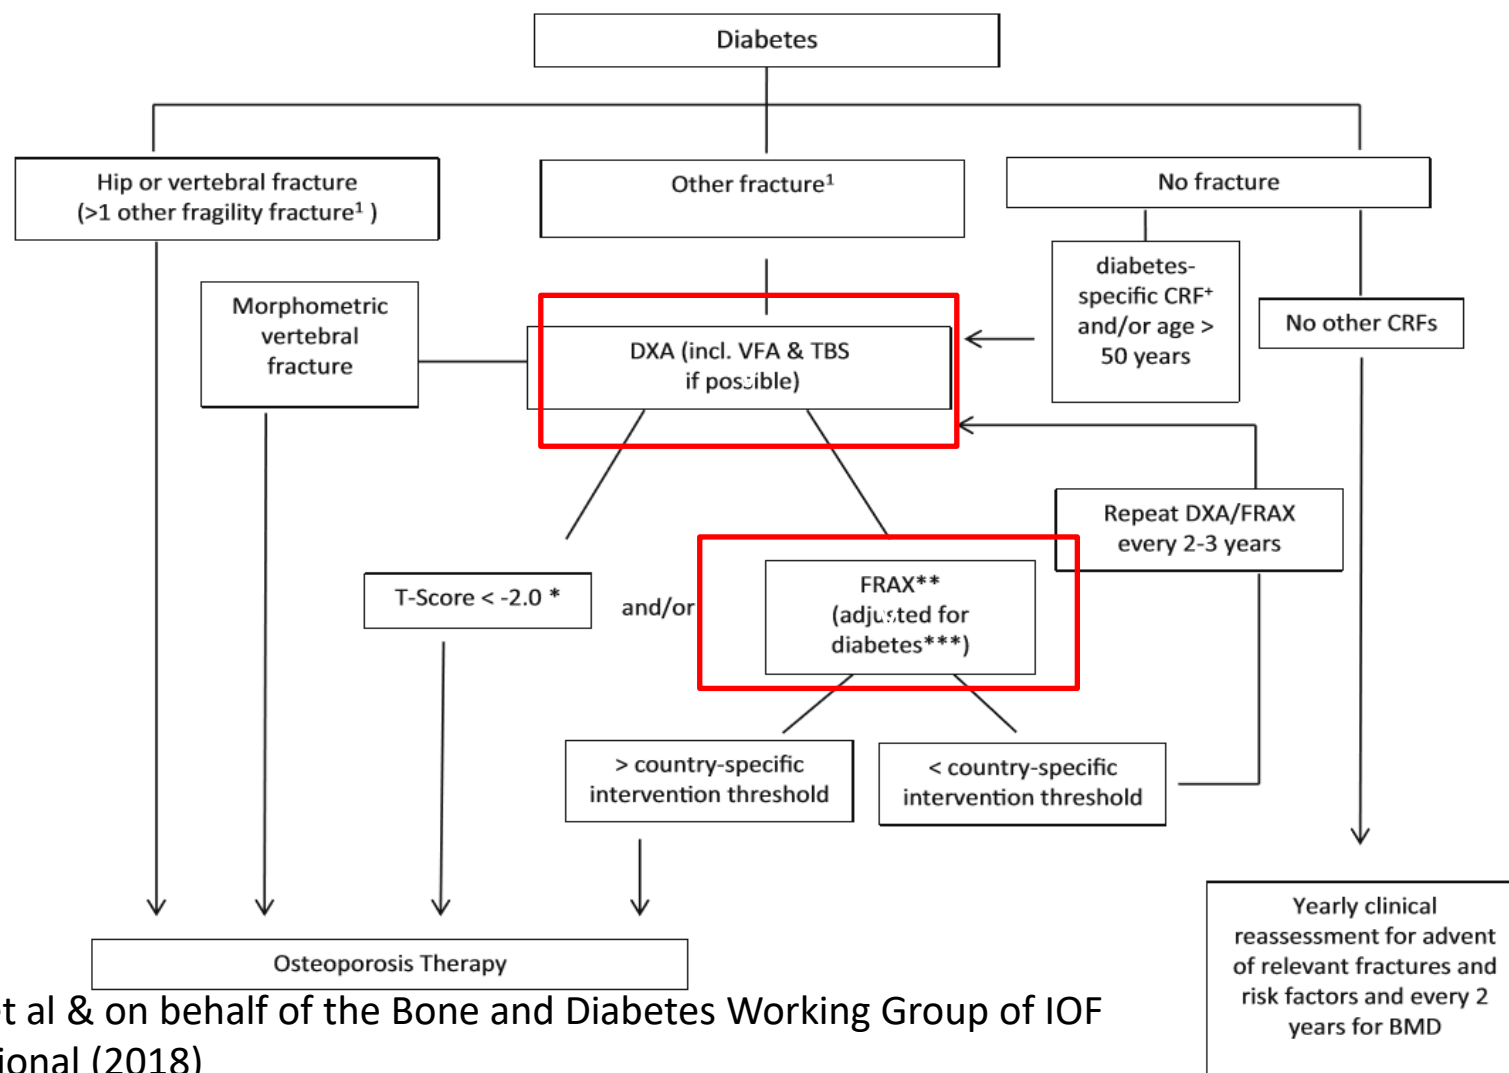 Diabetes
Hip or vertebral fracture
(>1 other fragility fracture¹ )
Other fracture¹
No fracture
diabetes-
specific CRF⁺
and/or age >
50 years
No other CRFs
Morphometric
vertebral
fracture
DXA (incl. VFA & TBS
if possible)
Repeat DXA/FRAX
every 2-3 years
T-Score < -2.0 *
and/or
FRAX**
(adjusted for
diabetes***)
> country-specific
intervention threshold
< country-specific
intervention threshold
Osteoporosis Therapy
Yearly clinical
reassessment for advent
of relevant fractures and
risk factors and every 2
years for BMD
et al & on behalf of the Bone and Diabetes Working Group of IOF
ional (2018)